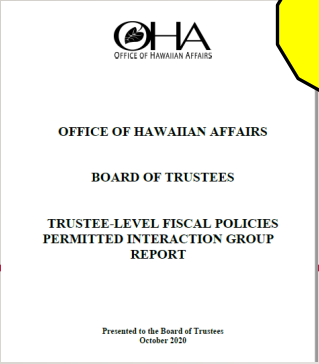 OHA
OFFICE OF HAWAIIAN AFFAIRS
OFFICE OF HAWAIIAN AFFAIRS
BOARD OF TRUSTEES
TRUSTEE-LEVEL FISCAL POLICIES
PERMITTED INTERACTION GROUP
REPORT
Presented to the Board of Trustees
October 2020